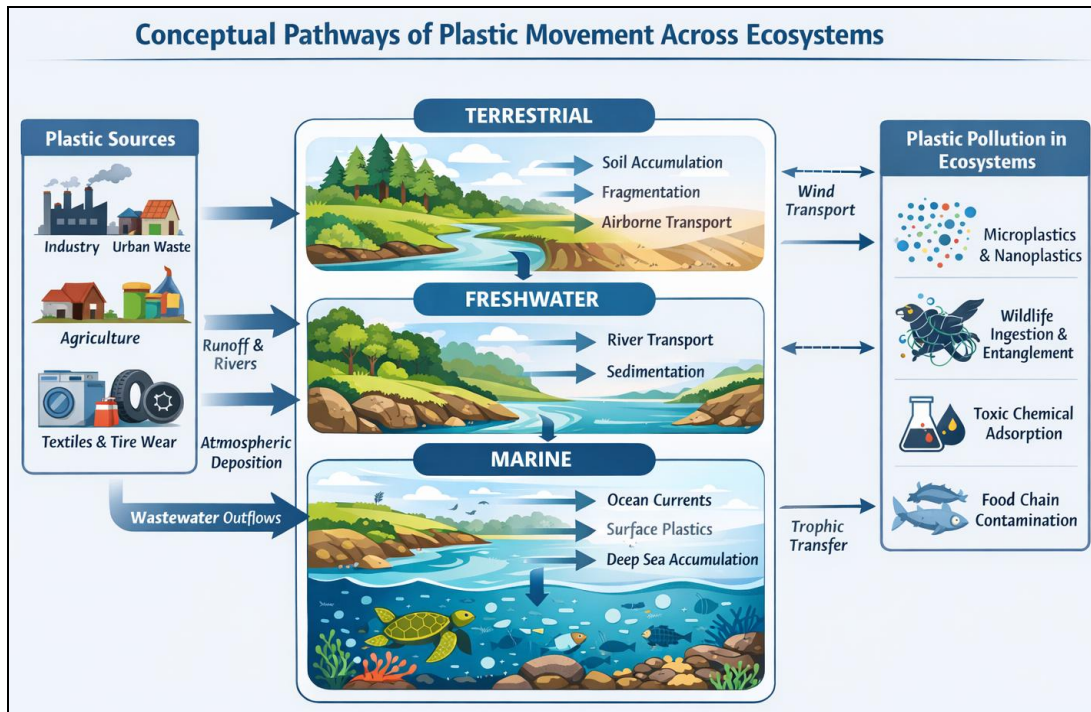 Conceptual Pathways of Plastic Movement Across Ecosystems
Plastic Sources
Industry
Urban Waste
Agriculture
Textiles & Tire Wear
Runoff &
Rivers
Atmospheric
Deposition
Wastewater Outflows
TERRESTRIAL
Soil Accumulation
Fragmentation
Airborne Transport
FRESHWATER
River Transport
Sedimentation
MARINE
Ocean Currents
Surface Plastics
Deep Sea Accumulation
Wind
Transport
Trophic
Transfer
Plastic Pollution in
Ecosystems
Microplastics
& Nanoplastics
Wildlife
Ingestion &
Entanglement
Toxic Chemical
Adsorption
Food Chain
Contamination